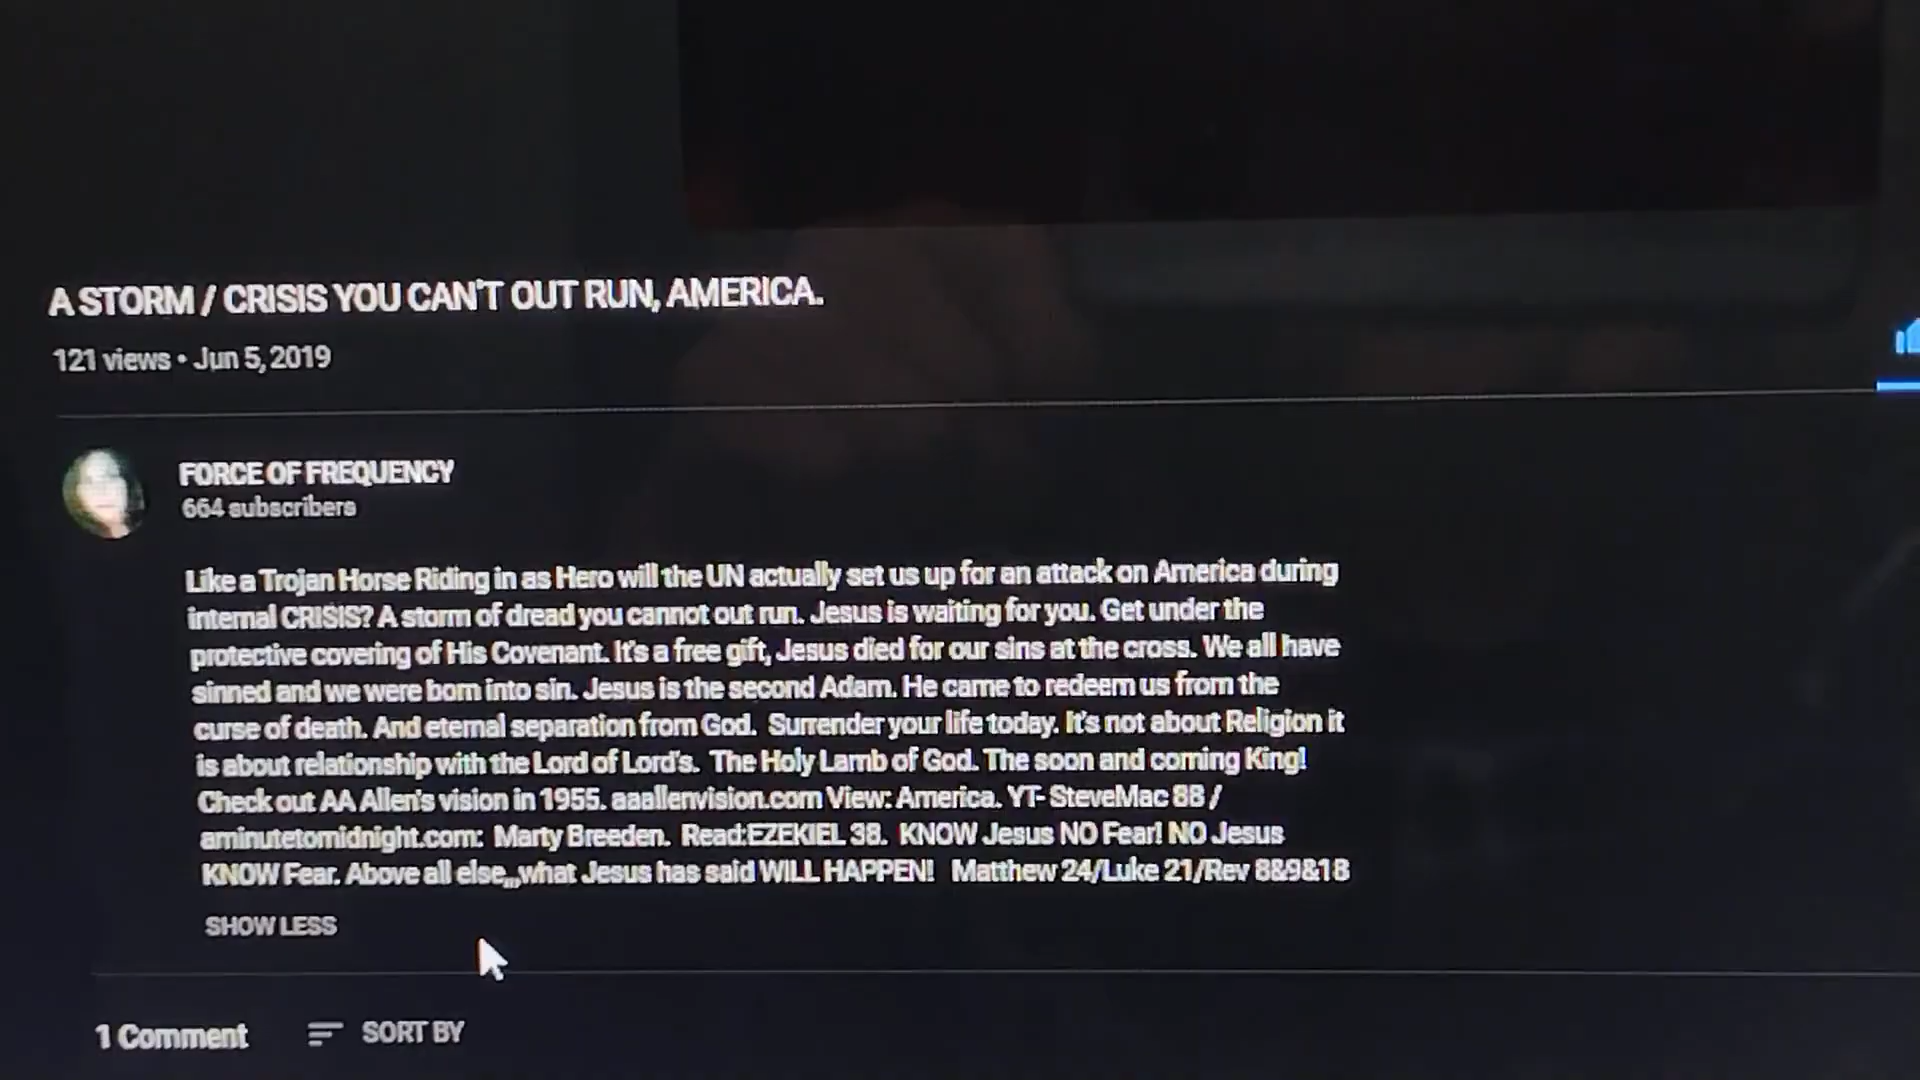 A STORM / CRISIS YOU CAN'T OUT RUN, AMERICA.
121 views • Jun 5, 2019
FORCE OF FREQUENCY
664 subscribers
Like a Trojan Horse Riding in as Hero will the UN actually set us up for an attack on America during
internal CRISIS? A storm of dread you cannot out run. Jesus is waiting for you. Get under the
protective covering of His Covenant. It's a free gift, Jesus died for our sins at the cross. We all have
sinned and we were born into sin. Jesus is the second Adam. He came to redeem us from the
curse of death. And eternal separation from God.  Surrender your life today. It's not about Religion it
is about relationship with the Lord of Lord's.  The Holy Lamb of God. The soon and coming King!
Check out AA Allen's vision in 1955. aaallenvision.com View: America. YT- SteveMac 88 /
aminutetomidnight.com:  Marty Breeden.  Read:EZEKIEL 38.  KNOW Jesus NO Fear! NO Jesus
KNOW Fear. Above all else,,,what Jesus has said WILL HAPPEN!   Matthew 24/Luke 21/Rev 8&9&18
SHOW LESS
1 Comment
SORT BY